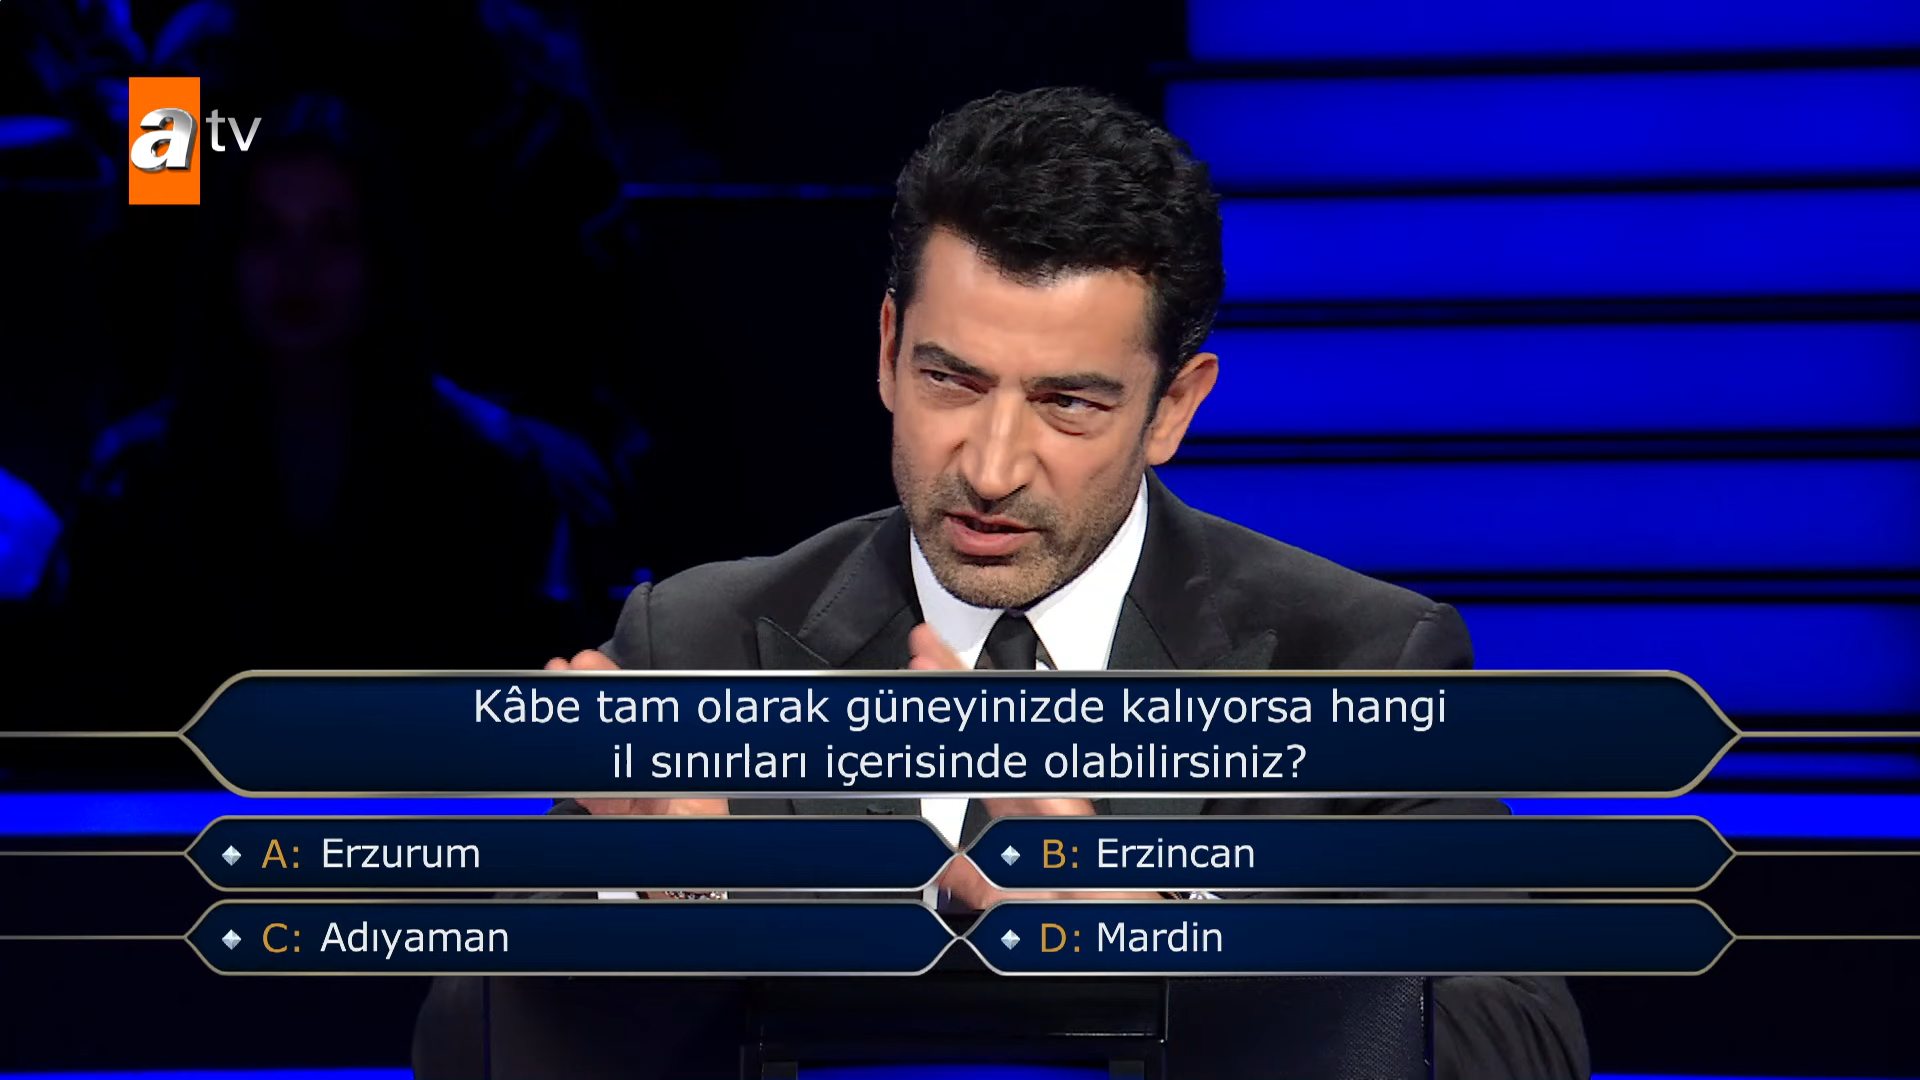 atv
Kâbe tam olarak güneyinizde kalıyorsa hangi
il sınırları içerisinde olabilirsiniz?
A: Erzurum
B: Erzincan
C: Adıyaman
D: Mardin